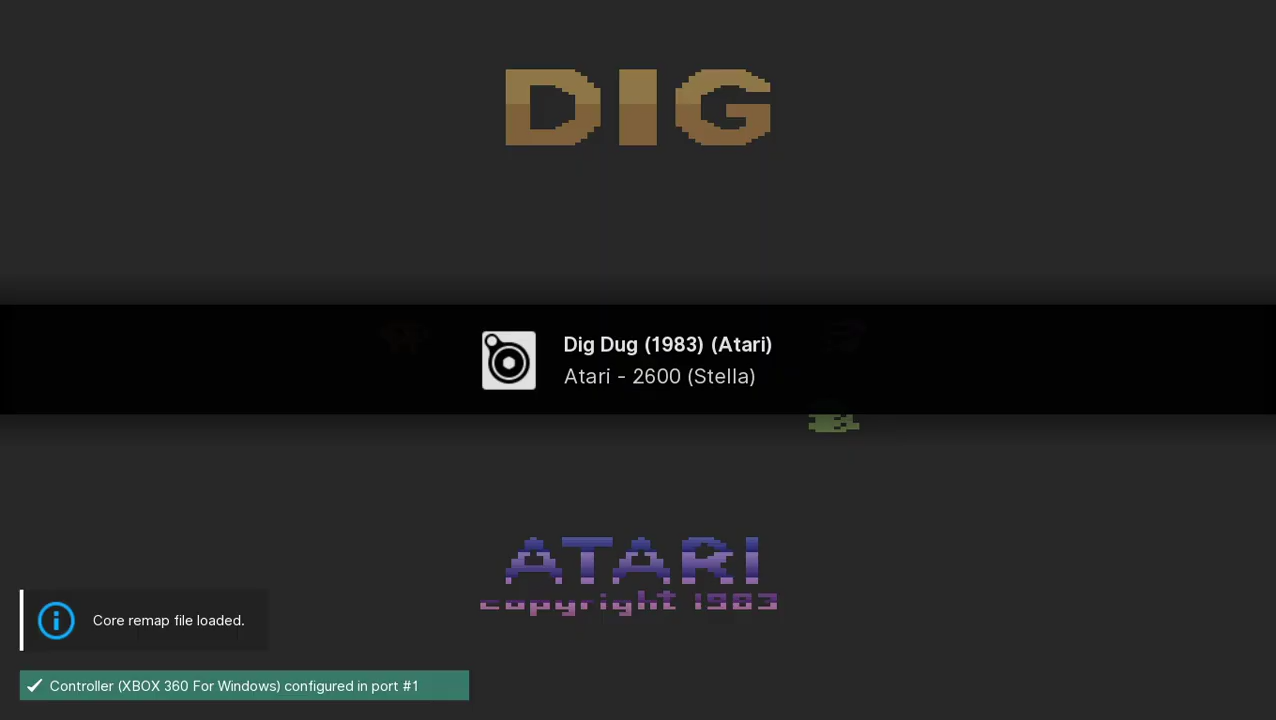 DIG
Dig Dug (1983) (Atari)
Atari - 2600 (Stella)
ATARI
copyright 1983
Core remap file loaded.
Controller (XBOX 360 For Windows) configured in port #1